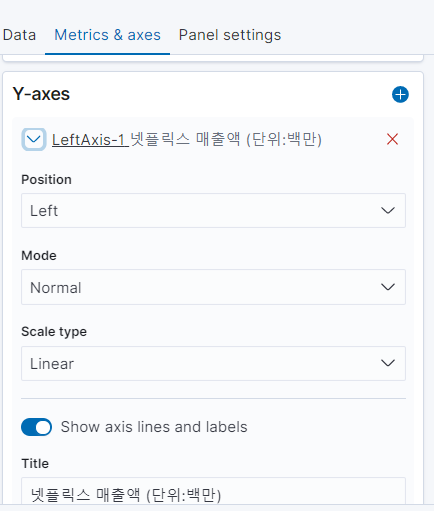 Data Metrics & axes Panel settings
Y-axes
LeftAxis-1 넷플릭스 매출액 (단위:백만)
Position
Left
Mode
Normal
Scale type
Linear
Show axis lines and labels
Title
넷플릭스 매출액 (단위:백만)